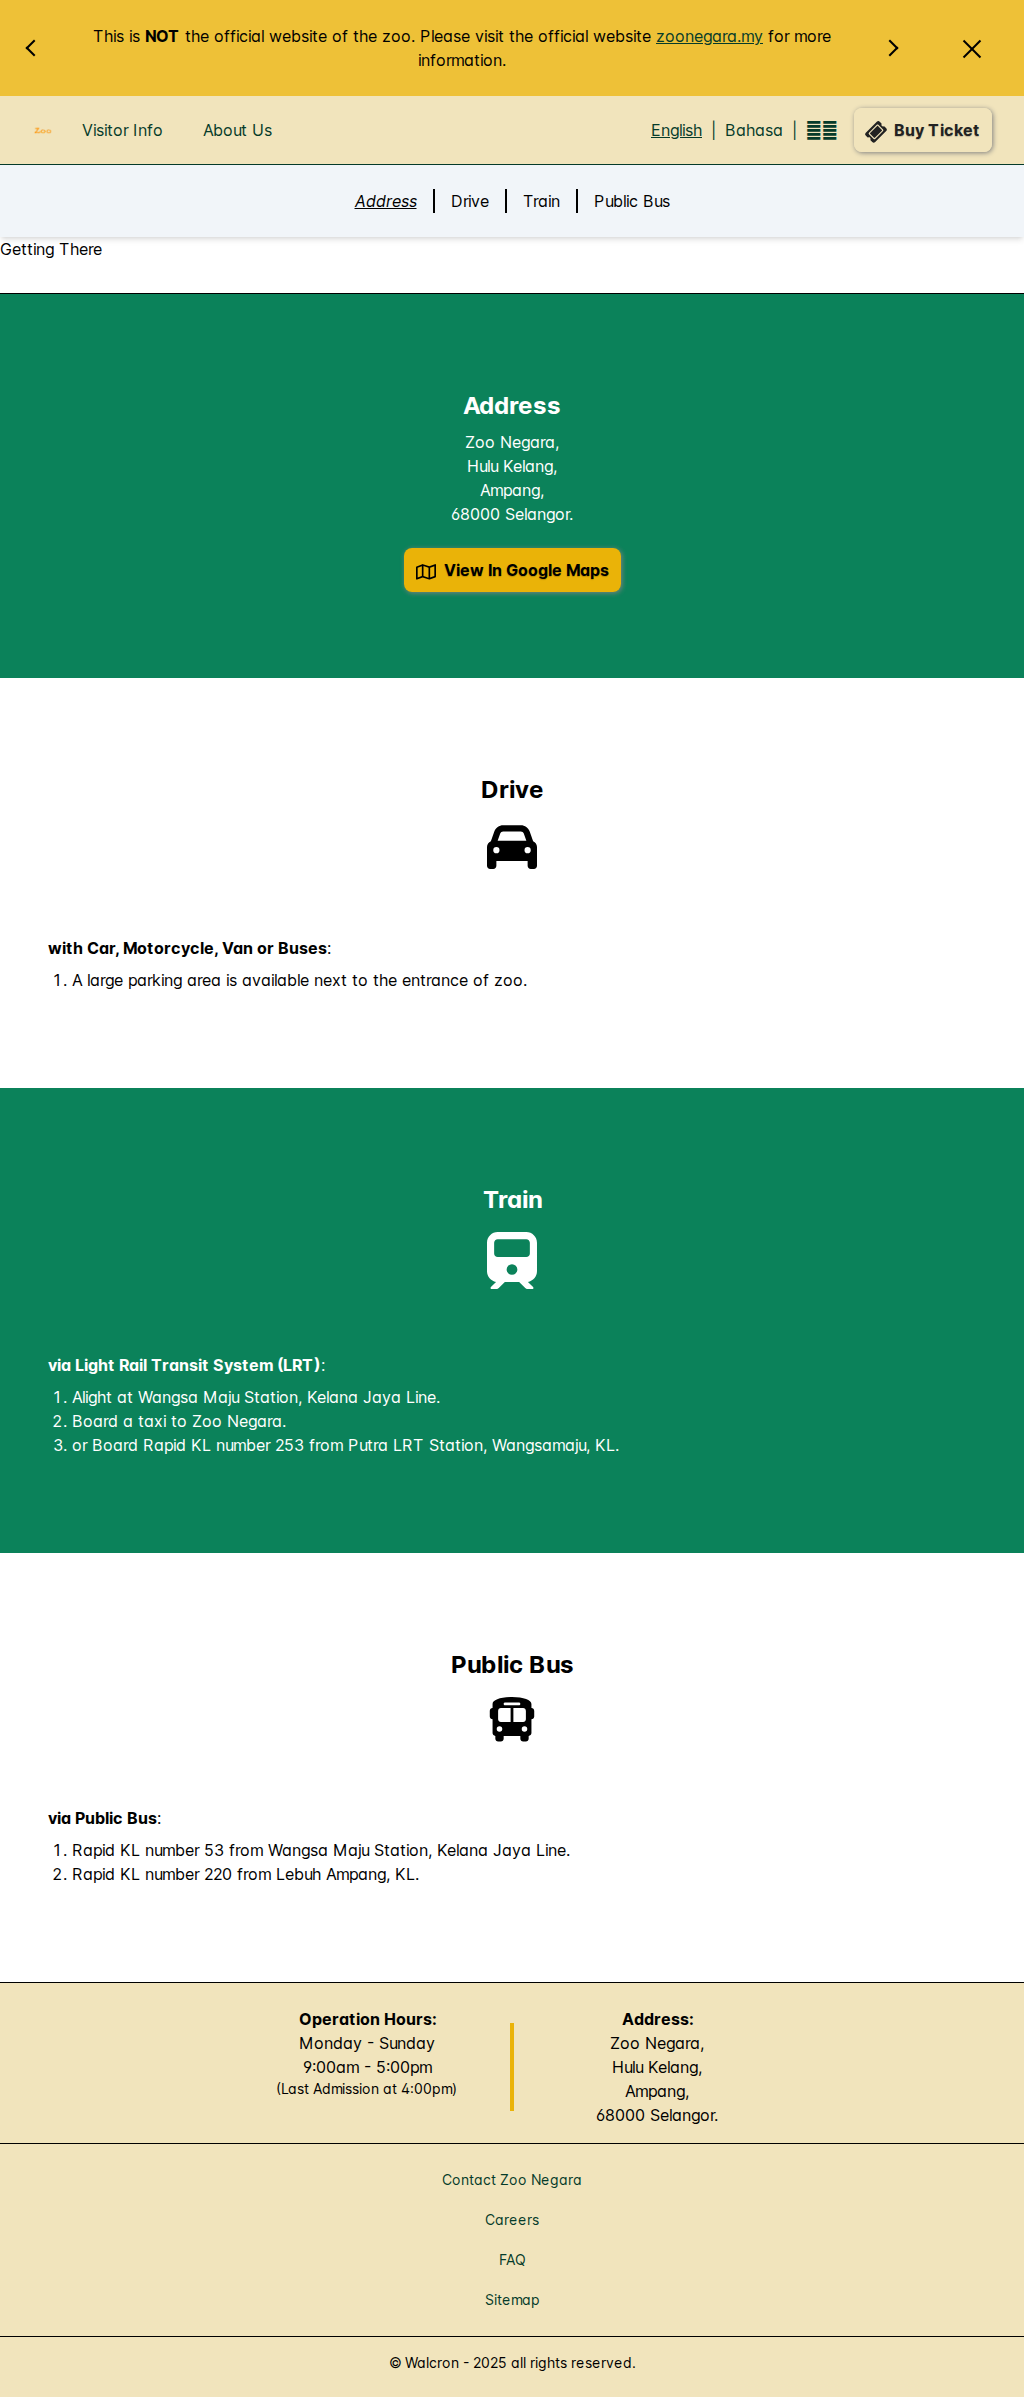 This is NOT the official website of the zoo. Please visit the official website zoonegara.my for more
information.
Zoo Visitor Info About Us English | Bahasa | Buy Ticket
Address | Drive | Train | Public Bus
Getting There
Address
Zoo Negara,
Hulu Kelang,
Ampang,
68000 Selangor.
View In Google Maps
Drive
with Car, Motorcycle, Van or Buses:
1. A large parking area is available next to the entrance of zoo.
Train
via Light Rail Transit System (LRT):
1. Alight at Wangsa Maju Station, Kelana Jaya Line.
2. Board a taxi to Zoo Negara.
3. or Board Rapid KL number 253 from Putra LRT Station, Wangsamaju, KL.
Public Bus
via Public Bus:
1. Rapid KL number 53 from Wangsa Maju Station, Kelana Jaya Line.
2. Rapid KL number 220 from Lebuh Ampang, KL.
Operation Hours:
Monday - Sunday
9:00am - 5:00pm
(Last Admission at 4:00pm)
Address:
Zoo Negara,
Hulu Kelang,
Ampang,
68000 Selangor.
Contact Zoo Negara
Careers
FAQ
Sitemap
© Walcron - 2025 all rights reserved.